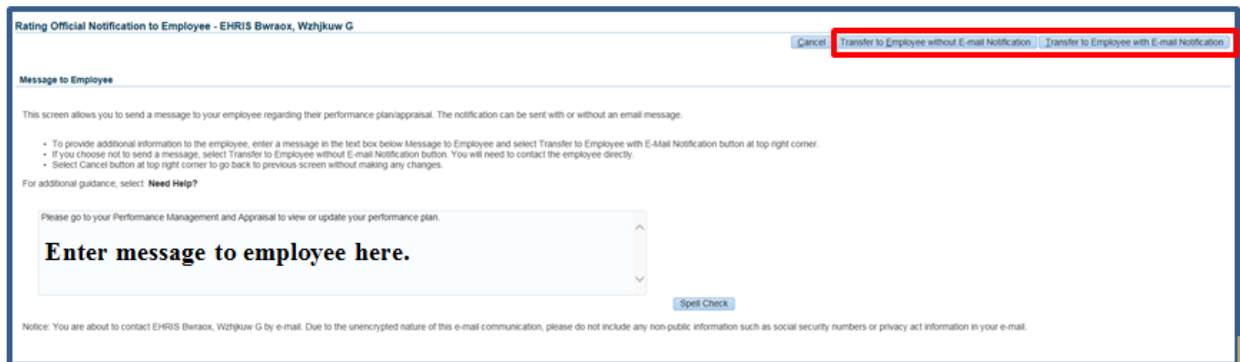 Rating Official Notification to Employee - EHRIS Bwraox, Wzhjkuw G
Cancel Transfer to Employee without E-mail Notification Transfer to Employee with E-mail Notification
Message to Employee
This screen allows you to send a message to your employee regarding their performance plan/appraisal. The notification can be sent with or without an email message.
• To provide additional information to the employee, enter a message in the text box below Message to Employee and select Transfer to Employee with E-Mail Notification button at top right corner.
• If you choose not to send a message, select Transfer to Employee without E-mail Notification button. You will need to contact the employee directly.
• Select Cancel button at top right corner to go back to previous screen without making any changes.
For additional guidance, select Need Help?
Please go to your Performance Management and Appraisal to view or update your performance plan.
Enter message to employee here.
Spell Check
Notice: You are about to contact EHRIS Bwraox, Wzhjkuw G by e-mail. Due to the unencrypted nature of this e-mail communication, please do not include any non-public information such as social security numbers or privacy act information in your e-mail.